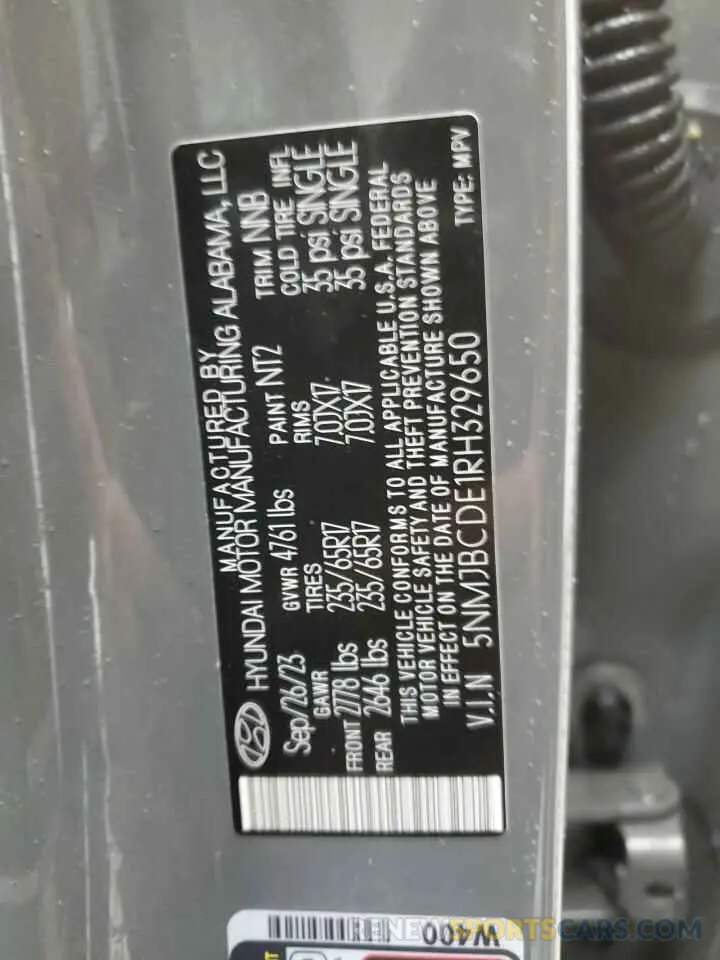 MANUFACTURED BY
HYUNDAI MOTOR MANUFACTURING ALABAMA, LLC
Sep/26/23 GVWR 4761 lbs PAINT NT2 TRIM NNB
GAWR TIRES RIMS COLD TIRE INFL
FRONT 2778 lbs 235/65R17 7.0JX17 35 psi SINGLE
REAR 2646 lbs 235/65R17 7.0JX17 35 psi SINGLE
THIS VEHICLE CONFORMS TO ALL APPLICABLE U.S.A. FEDERAL
MOTOR VEHICLE SAFETY AND THEFT PREVENTION STANDARDS
IN EFFECT ON THE DATE OF MANUFACTURE SHOWN ABOVE
V.I.N 5NMJBCDE1RH329650 TYPE: MPV
W400
RENEWSPORTSCARS.COM